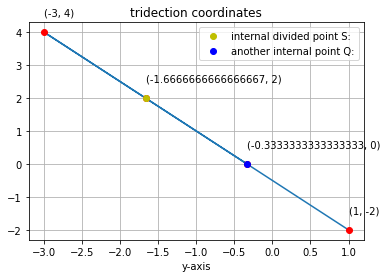 tridection coordinates
(-3, 4)
internal divided point S:
another internal point Q:
(-1.6666666666666667, 2)
(-0.3333333333333333, 0)
(1, -2)
4
3
2
1
0
−1
−2
−3.0 −2.5 −2.0 −1.5 −1.0 −0.5 0.0 0.5 1.0
y-axis